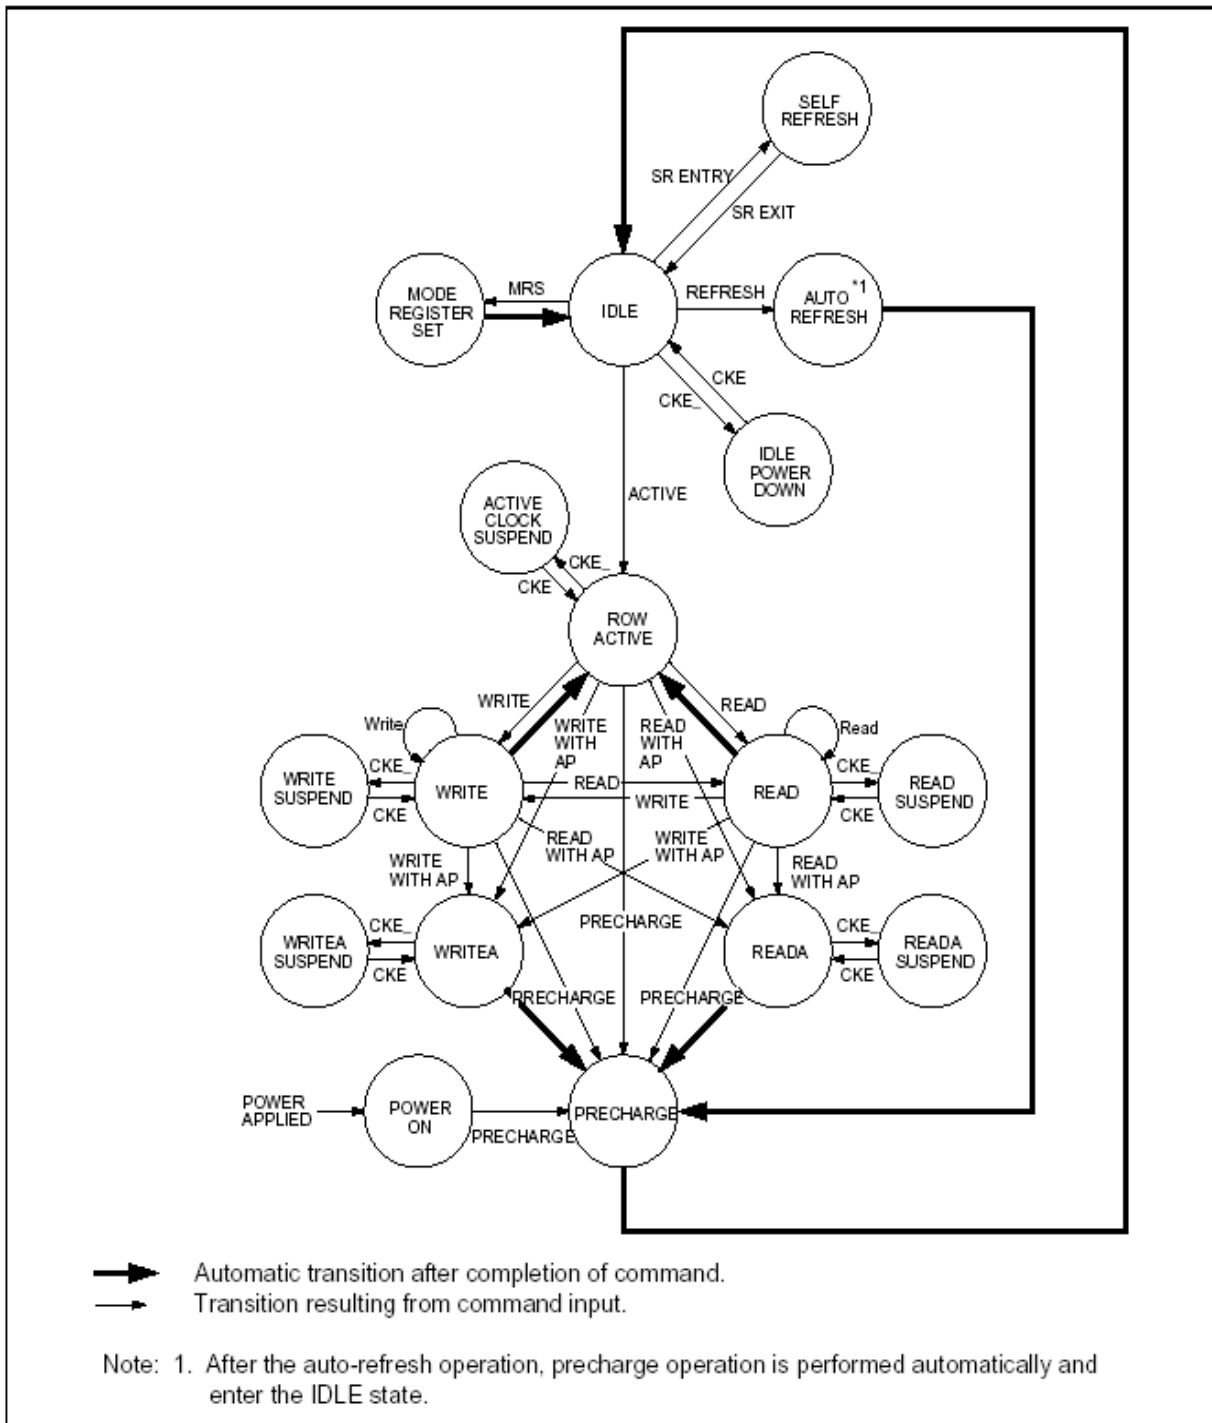 SELF
REFRESH
SR ENTRY
SR EXIT
MODE
REGISTER
SET
MRS
IDLE
REFRESH
AUTO *1
REFRESH
CKE
CKE_
IDLE
POWER
DOWN
ACTIVE
ACTIVE
CLOCK
SUSPEND
CKE_
CKE
ROW
ACTIVE
WRITE
WRITE
WITH
AP
READ
WITH
AP
READ
Write
Read
WRITE
SUSPEND
CKE_
CKE
WRITE
READ
WRITE
READ
CKE_
CKE
READ
SUSPEND
WRITE
WITH AP
READ
WITH AP
WRITE
WITH AP
READ
WITH AP
WRITEA
SUSPEND
CKE_
CKE
WRITEA
PRECHARGE
READA
CKE_
CKE
READA
SUSPEND
PRECHARGE
PRECHARGE
POWER
APPLIED
POWER
ON
PRECHARGE
PRECHARGE
Automatic transition after completion of command.
Transition resulting from command input.
Note: 1. After the auto-refresh operation, precharge operation is performed automatically and
enter the IDLE state.